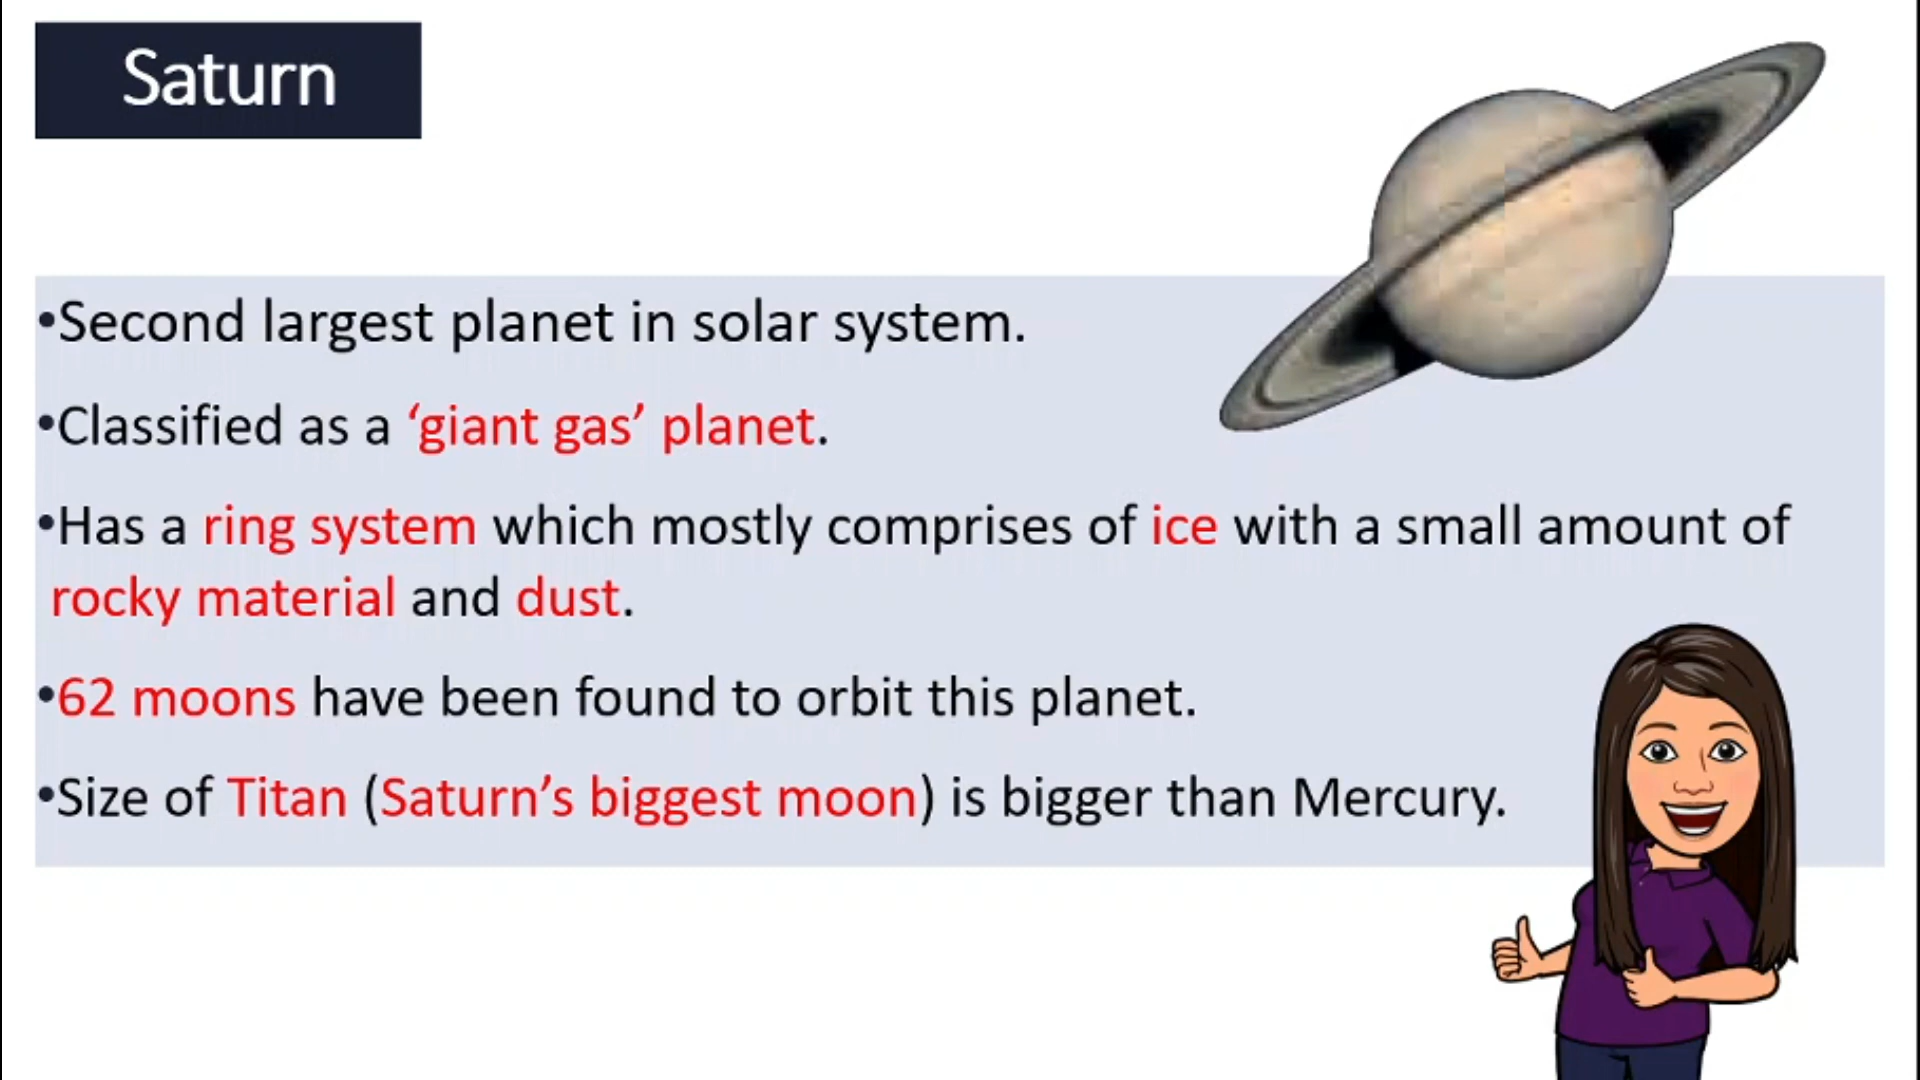 Saturn
•Second largest planet in solar system.
•Classified as a ‘giant gas’ planet.
•Has a ring system which mostly comprises of ice with a small amount of
rocky material and dust.
•62 moons have been found to orbit this planet.
•Size of Titan (Saturn’s biggest moon) is bigger than Mercury.